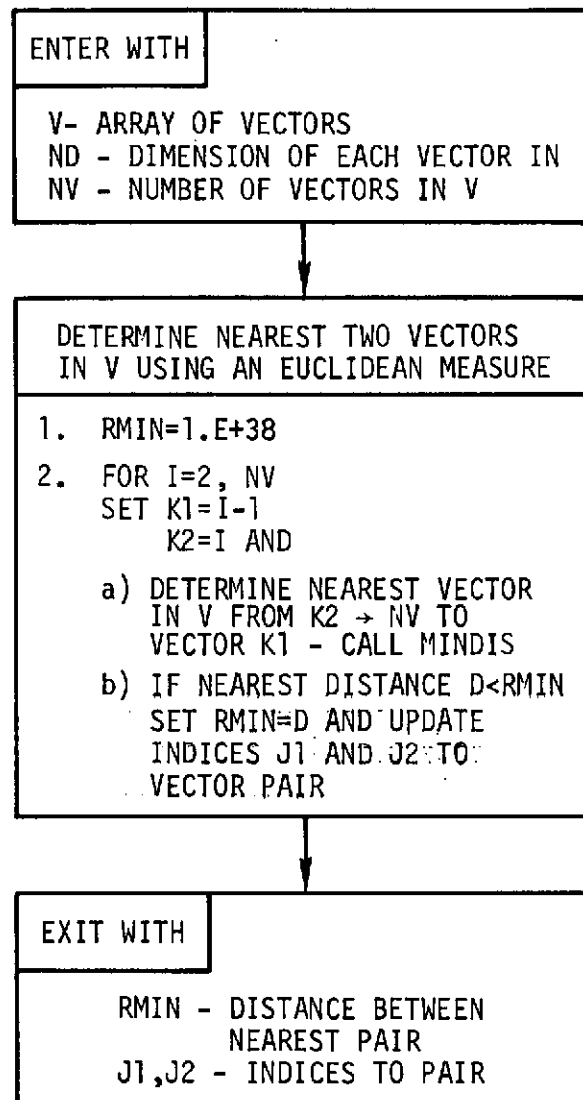 ENTER WITH
V- ARRAY OF VECTORS
ND - DIMENSION OF EACH VECTOR IN
NV - NUMBER OF VECTORS IN V
DETERMINE NEAREST TWO VECTORS
IN V USING AN EUCLIDEAN MEASURE
1. RMIN=1.E+38
2. FOR I=2, NV
SET K1=I-1
K2=I AND
a) DETERMINE NEAREST VECTOR
IN V FROM K2 → NV TO
VECTOR K1 - CALL MINDIS
b) IF NEAREST DISTANCE D<RMIN
SET RMIN=D AND UPDATE
INDICES J1 AND J2 TO
VECTOR PAIR
EXIT WITH
RMIN - DISTANCE BETWEEN
NEAREST PAIR
J1,J2 - INDICES TO PAIR